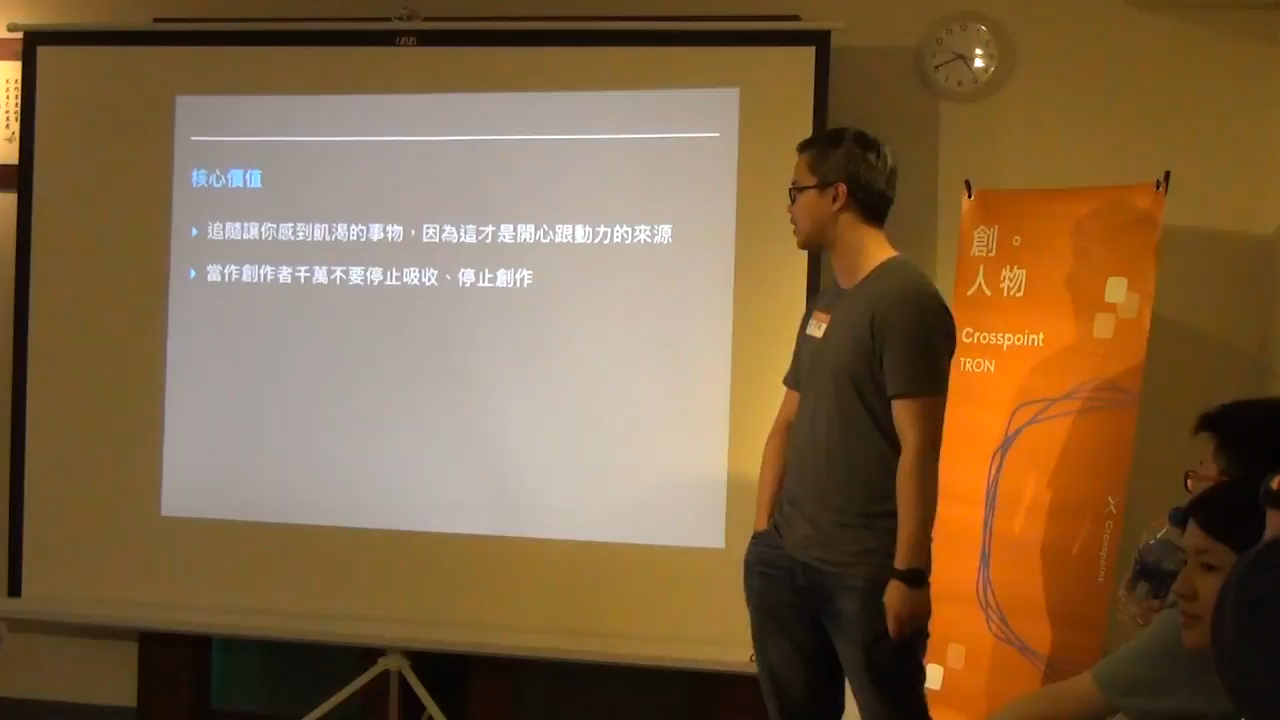 核心價值
追隨讓你感到飢渴的事物，因為這才是開心跟動力的來源
當作創作者千萬不要停止吸收、停止創作
創。
人物
Crosspoint
TRON
Crosspoint